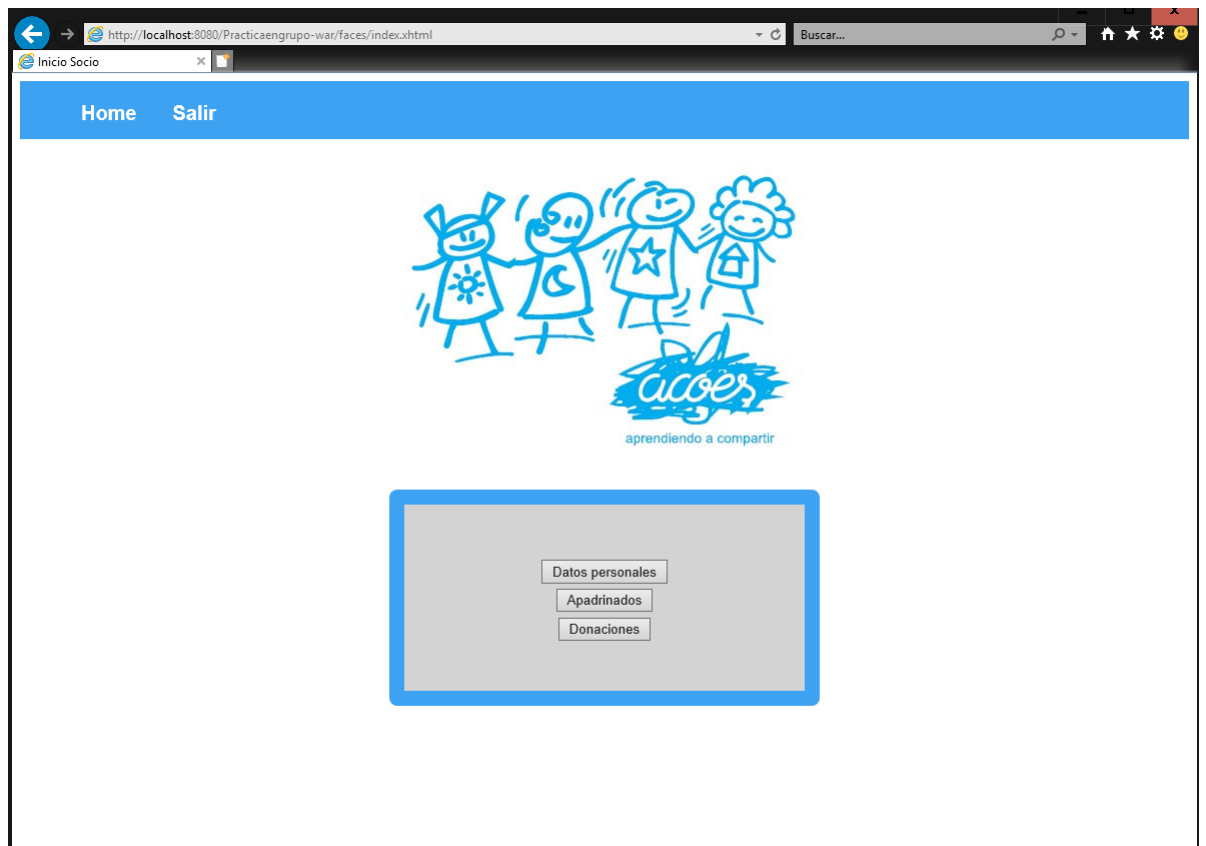 http://localhost:8080/Practicaengrupo-war/faces/index.xhtml
Buscar...
Inicio Socio
Home Salir
acoes
aprendiendo a compartir
Datos personales
Apadrinados
Donaciones